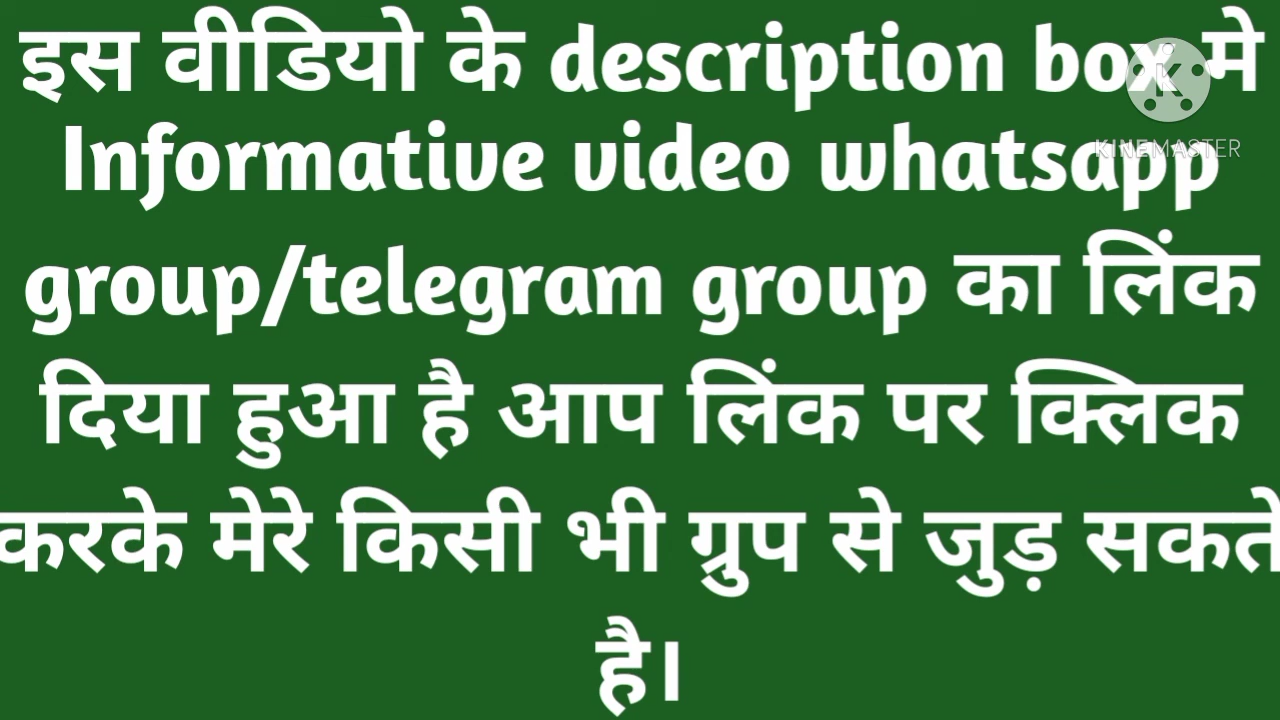 इस वीडियो के description box मे
Informative video whatsapp
group/telegram group का लिंक
दिया हुआ है आप लिंक पर क्लिक
करके मेरे किसी भी ग्रुप से जुड़ सकते
है।
K
KINEMASTER